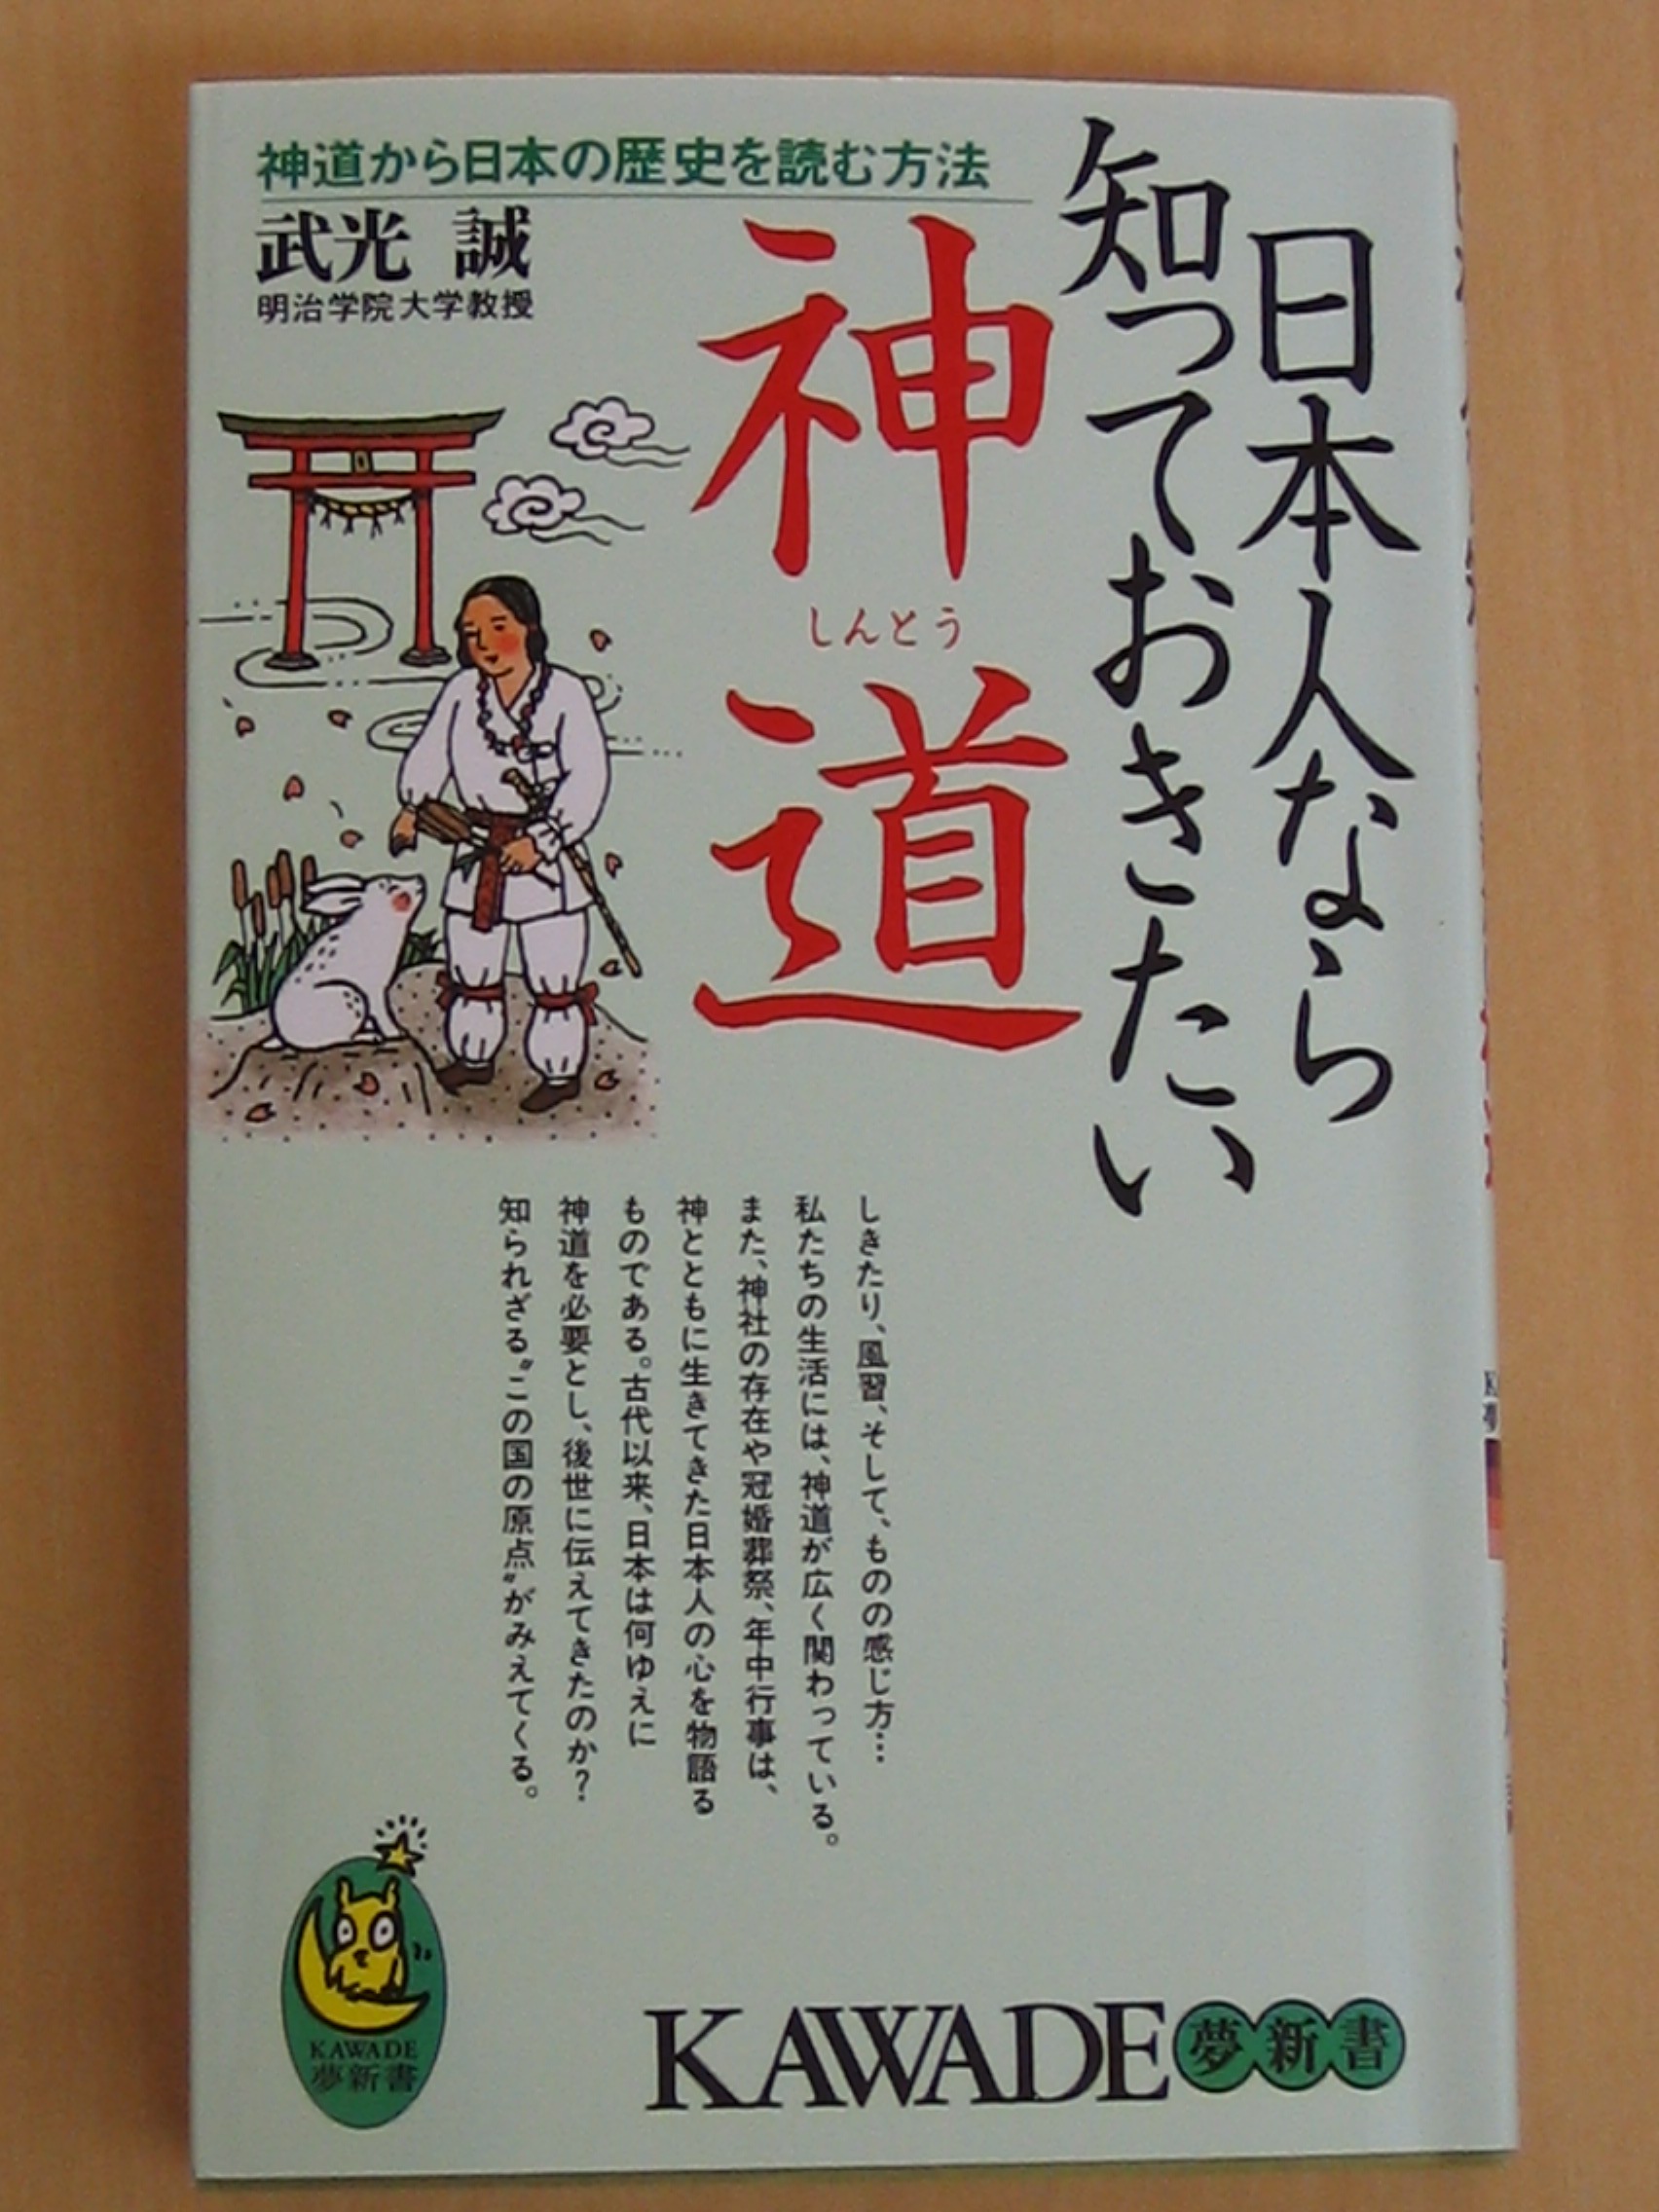 神道から日本の歴史を読む方法
武光 誠
明治学院大学教授
日本人なら
知っておきたい
神道
しんとう
しきたり、風習、そして、ものの感じ方…
私たちの生活には、神道が広く関わっている。
また、神社の存在や冠婚葬祭、年中行事は、
神とともに生きてきた日本人の心を物語る
ものである。古代以来、日本は何ゆえに
神道を必要とし、後世に伝えてきたのか?
知られざる〝この国の原点〟がみえてくる。
KAWADE
夢新書
KAWADE夢新書